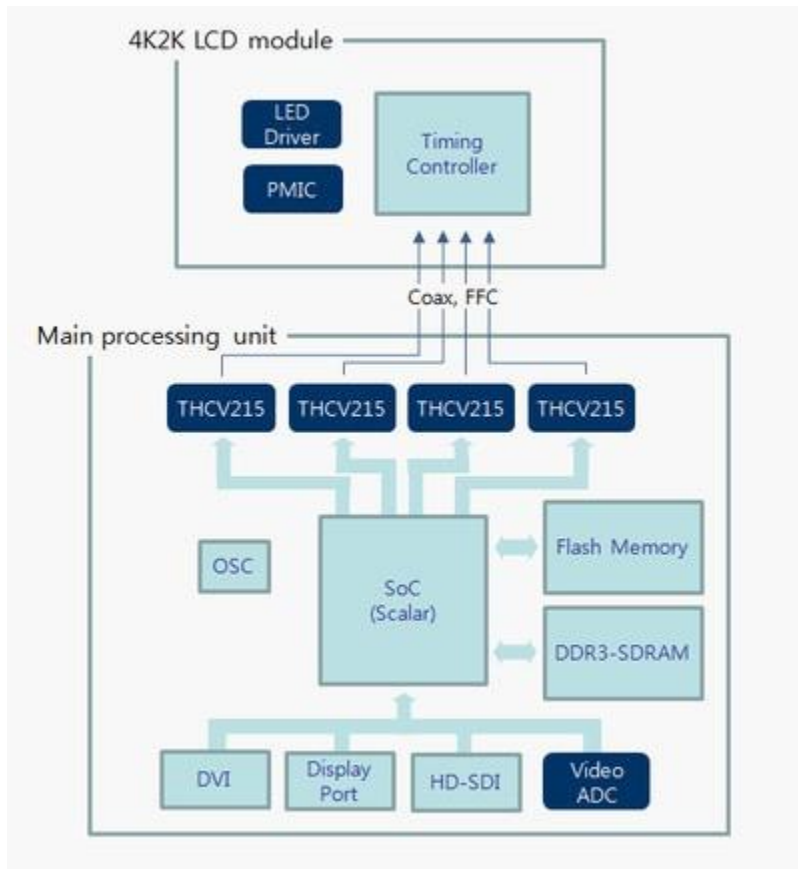 4K2K LCD module
LED
Driver
Timing
Controller
PMIC
Coax, FFC
Main processing unit
THCV215
THCV215
THCV215
THCV215
OSC
SoC
(Scalar)
Flash Memory
DDR3-SDRAM
DVI
Display
Port
HD-SDI
Video
ADC